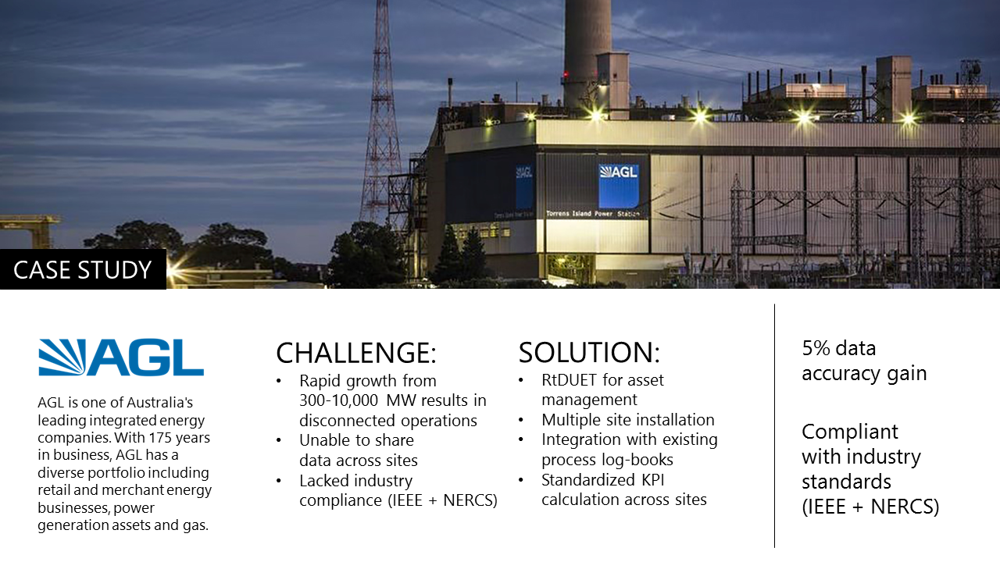 AGL
AGL
Torrens Island Power Station
CASE STUDY
AGL
AGL is one of Australia's
leading integrated energy
companies. With 175 years
in business, AGL has a
diverse portfolio including
retail and merchant energy
businesses, power
generation assets and gas.
CHALLENGE:
• Rapid growth from
300-10,000 MW results in
disconnected operations
• Unable to share
data across sites
• Lacked industry
compliance (IEEE + NERCS)
SOLUTION:
• RtDUET for asset
management
• Multiple site installation
• Integration with existing
process log-books
• Standardized KPI
calculation across sites
5% data
accuracy gain
Compliant
with industry
standards
(IEEE + NERCS)